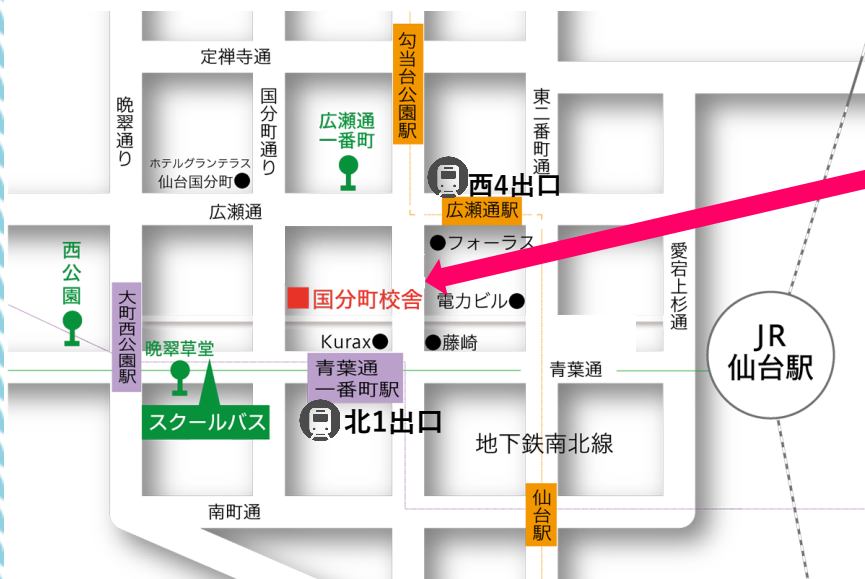 定禅寺通
勾当台公園駅
晩翠通り
国分町通り
広瀬通
一番町
東二番町通
ホテルグランテラス
仙台国分町
西4出口
広瀬通
広瀬通駅
西公園
フォーラス
愛宕上杉通
大町西公園駅
国分町校舎
電力ビル
晩翠草堂
Kurax
藤崎
JR
仙台駅
青葉通
一番町駅
青葉通
スクールバス
北1出口
地下鉄南北線
南町通
仙台駅